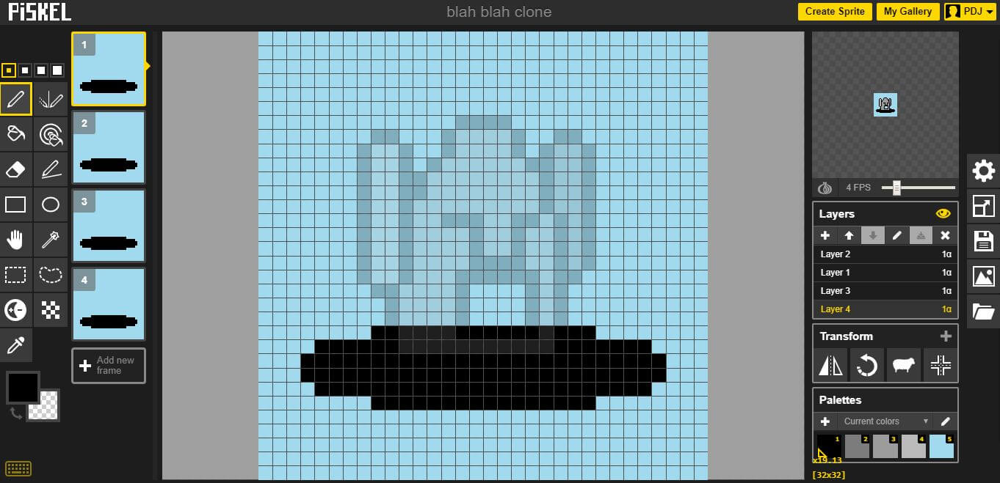 PiSKEL
blah blah clone
Create Sprite
My Gallery
PDJ
1
2
3
4
Add new
frame
4 FPS
Layers
Layer 2 1α
Layer 1 1α
Layer 3 1α
Layer 4 1α
Transform
Palettes
Current colors
1 2 3 4 5
x19.13
[32x32]